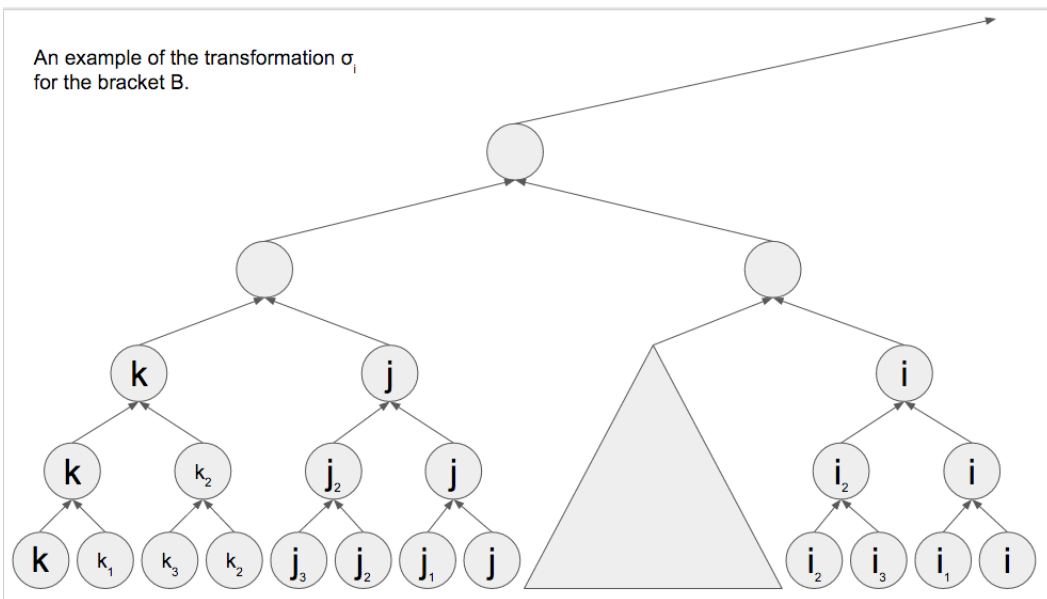 An example of the transformation σᵢ
for the bracket B.
k j i
k k₂ j₂ j i₂ i
k k₁ k₃ k₂ j₃ j₂ j₁ j i₂ i₃ i₁ i